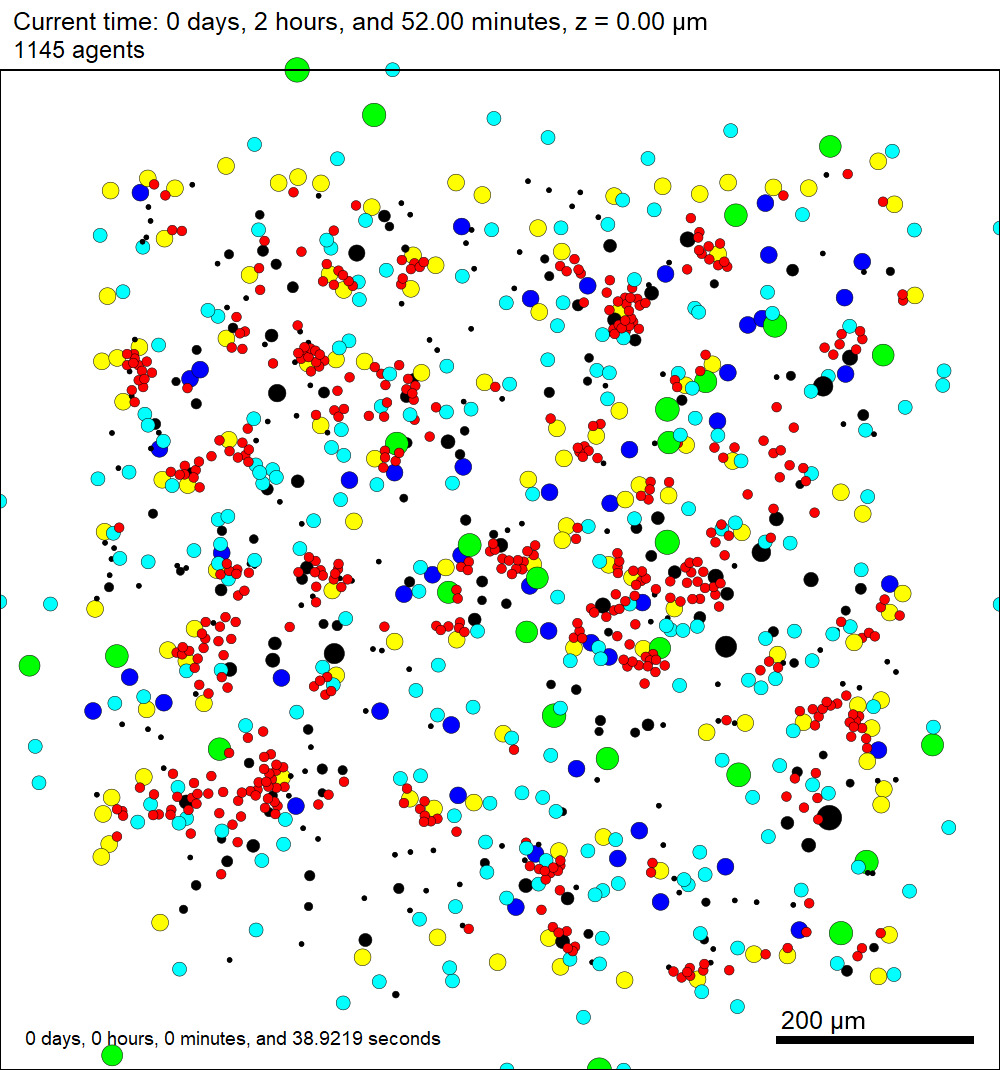 Current time: 0 days, 2 hours, and 52.00 minutes, z = 0.00 µm
1145 agents
200 µm
0 days, 0 hours, 0 minutes, and 38.9219 seconds